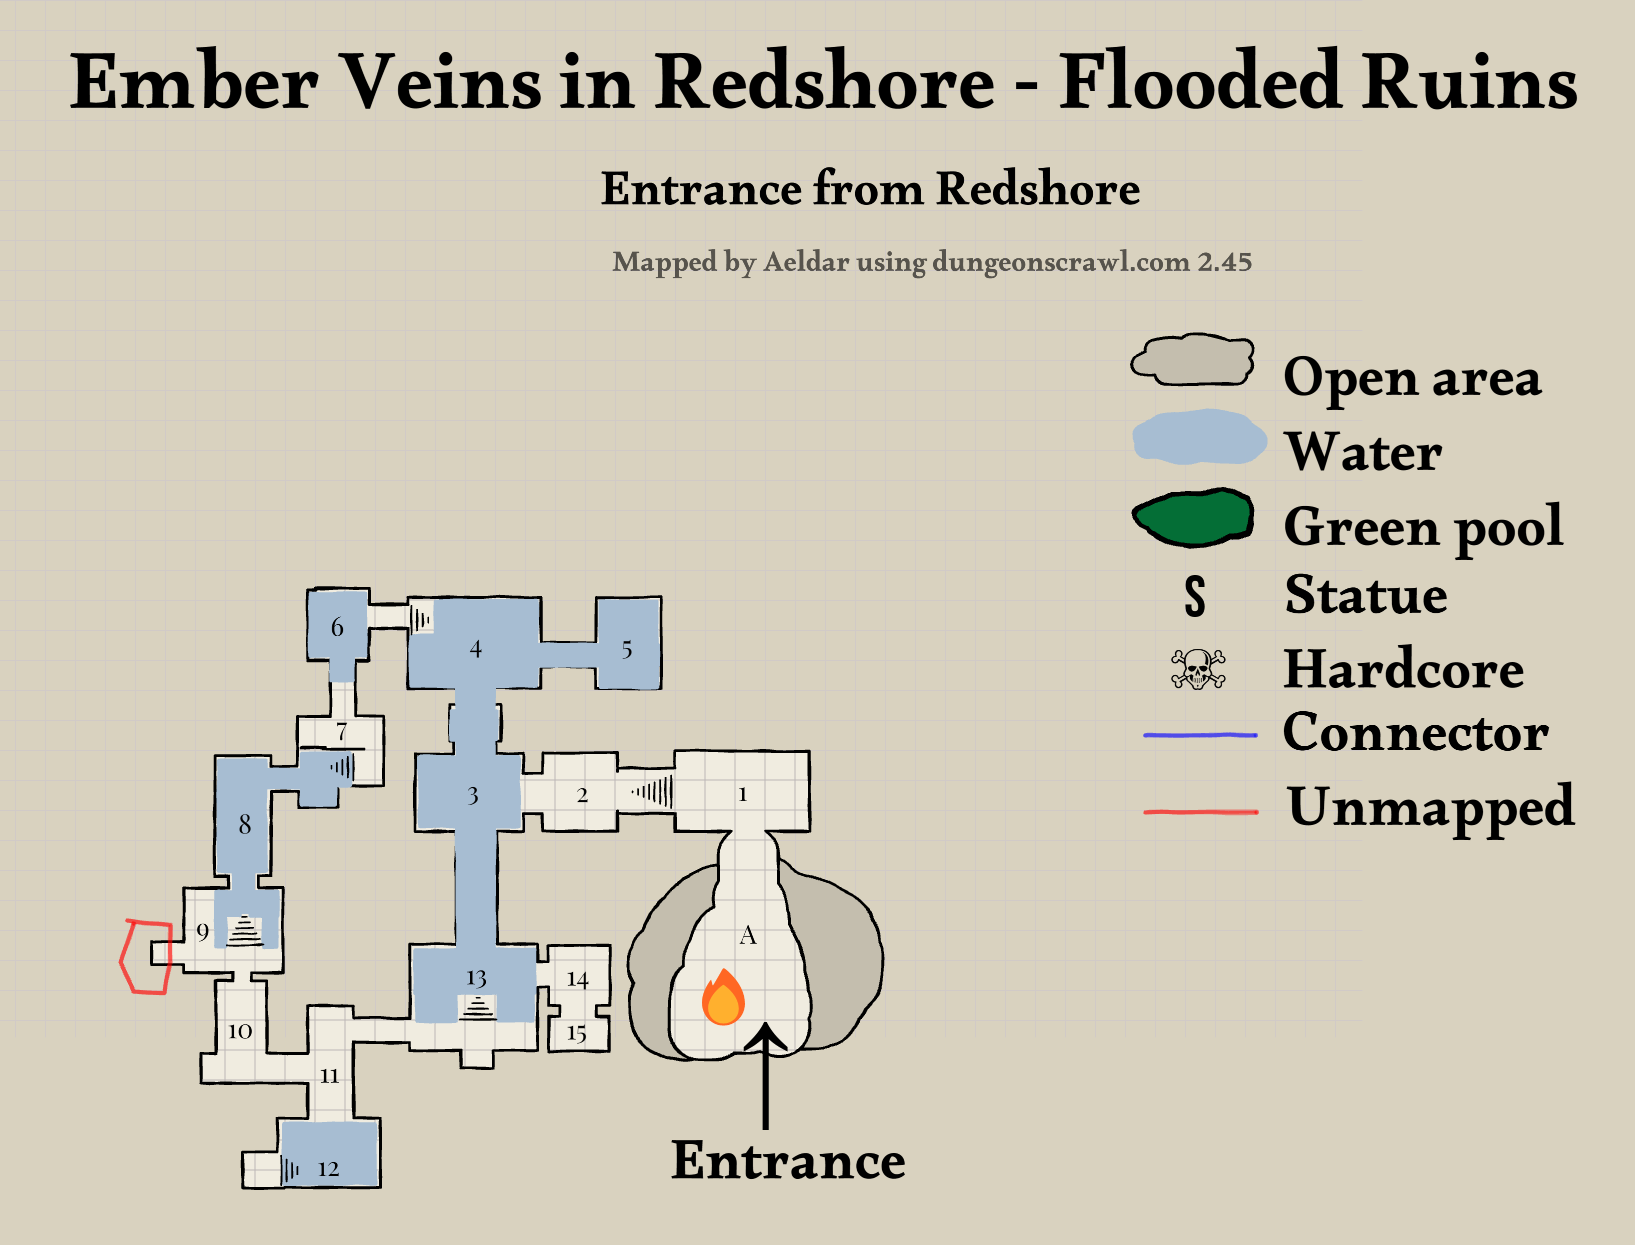 Ember Veins in Redshore - Flooded Ruins
Entrance from Redshore
Mapped by Aeldar using dungeonscrawl.com 2.45
Open area
Water
Green pool
S Statue
Hardcore
Connector
Unmapped
6
4
5
7
3
2
1
8
9
A
13
14
10
15
11
12
Entrance